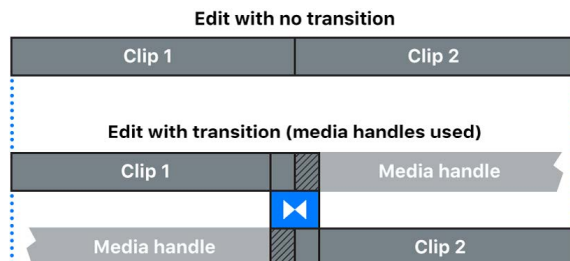 Edit with no transition
Clip 1 Clip 2
Edit with transition (media handles used)
Clip 1 Media handle
Media handle Clip 2